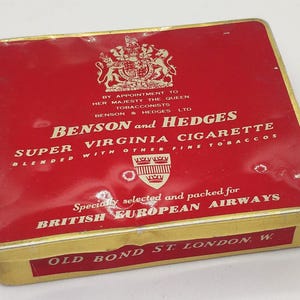 BY APPOINTMENT TO
HER MAJESTY THE QUEEN
TOBACCONISTS
BENSON & HEDGES LTD
BENSON and HEDGES
SUPER VIRGINIA CIGARETTE
BLENDED WITH OTHER FINE TOBACCOS
Specially selected and packed for
BRITISH EUROPEAN AIRWAYS
OLD BOND ST. LONDON, W.